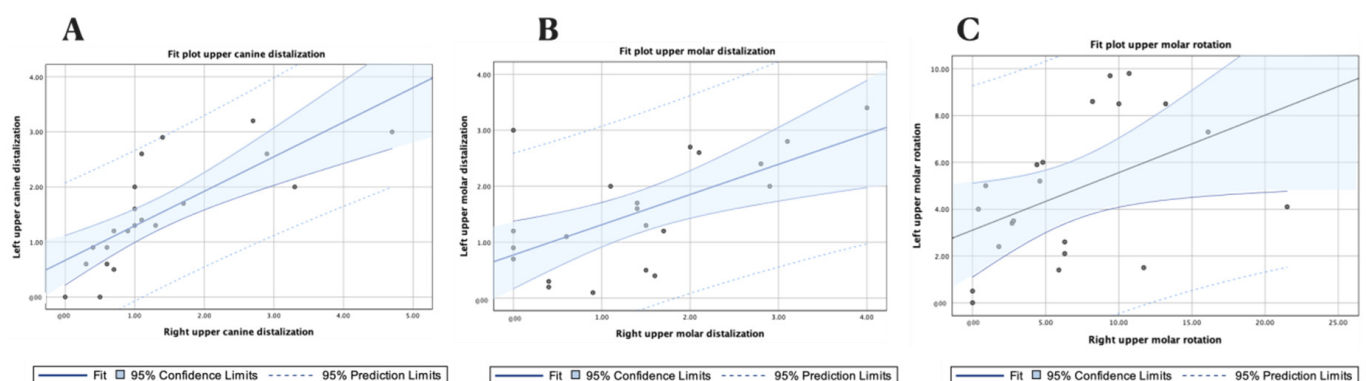 A
Fit plot upper canine distalization
4.00
3.00
2.00
1.00
@00
Left upper canine distalization
@00 1.00 2.00 3.00 4.00 5.00
Right upper canine distalization
Fit 95% Confidence Limits 95% Prediction Limits
B
Fit plot upper molar distalization
4.00
3.00
2.00
1.00
@00
Left upper molar distalization
@00 1.00 2.00 3.00 4.00
Right upper molar distalization
Fit 95% Confidence Limits 95% Prediction Limits
C
Fit plot upper molar rotation
10.00
8.00
6.00
4.00
2.00
@00
Left upper molar rotation
@00 5.00 10.00 15.00 20.00 25.00
Right upper molar rotation
Fit 95% Confidence Limits 95% Prediction Limits